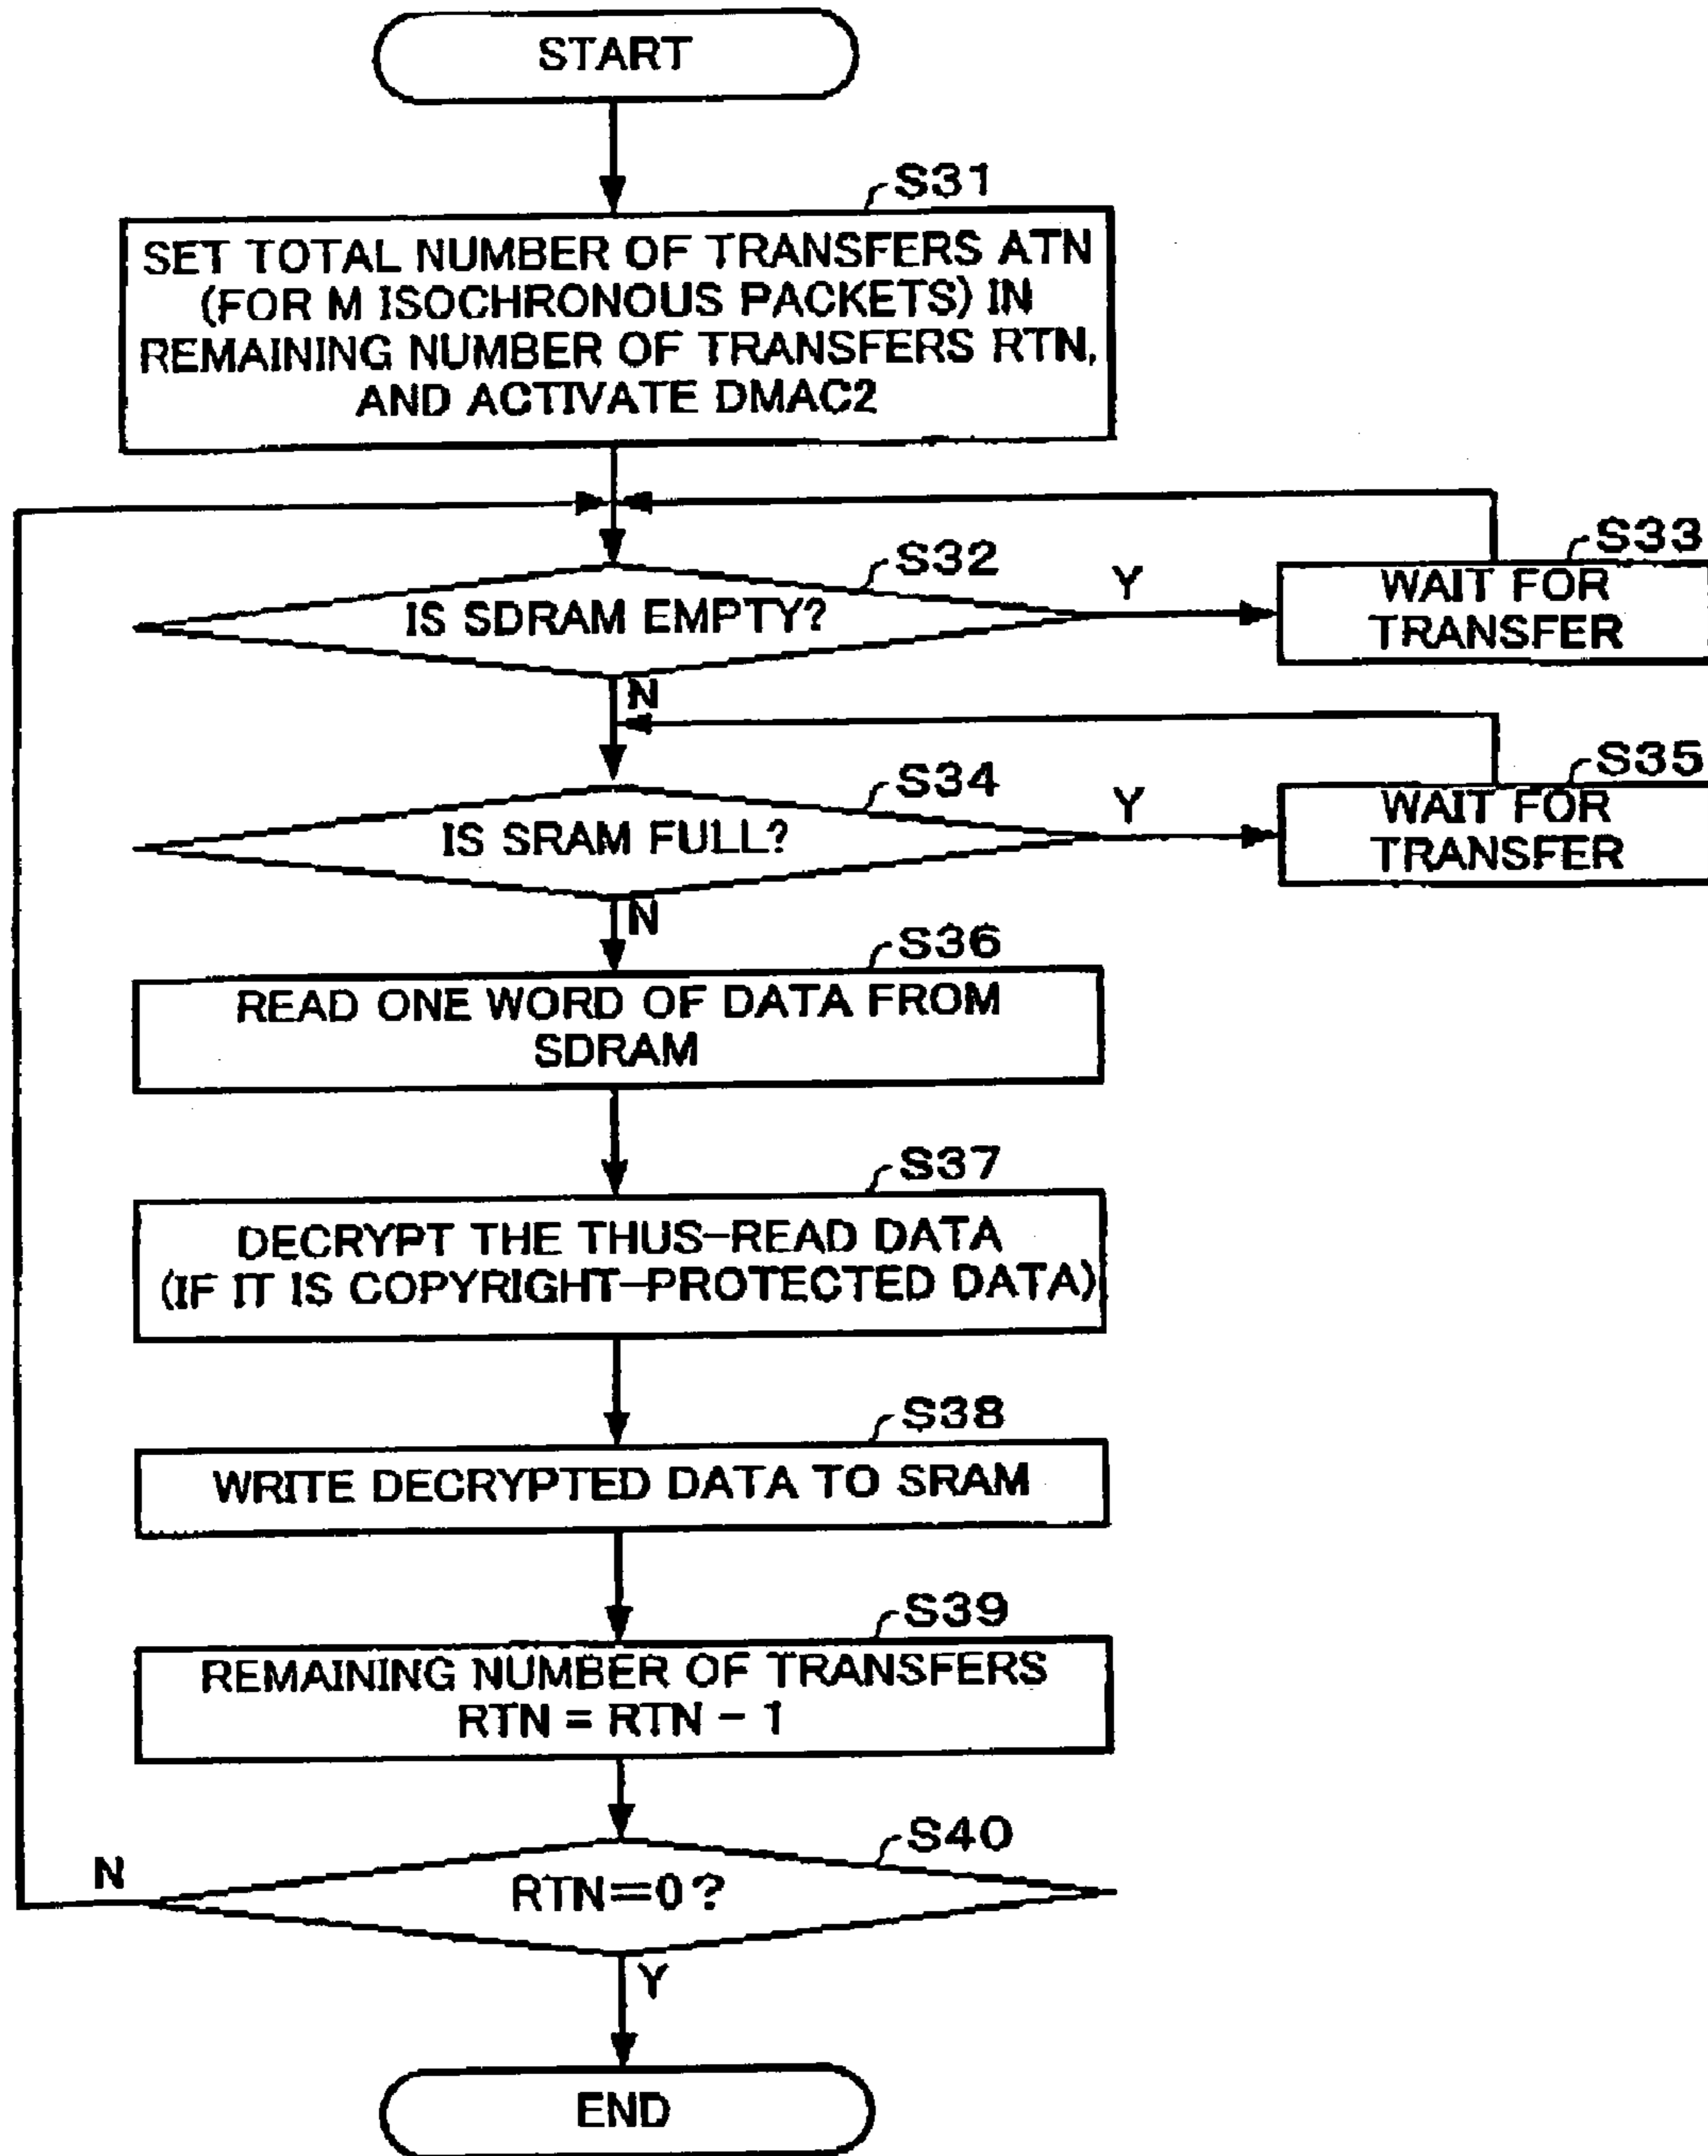 START
S31
SET TOTAL NUMBER OF TRANSFERS ATN
(FOR M ISOCHRONOUS PACKETS) IN
REMAINING NUMBER OF TRANSFERS RTN,
AND ACTIVATE DMAC2
S32
IS SDRAM EMPTY?
Y
S33
WAIT FOR
TRANSFER
N
S34
IS SRAM FULL?
Y
S35
WAIT FOR
TRANSFER
N
S36
READ ONE WORD OF DATA FROM
SDRAM
S37
DECRYPT THE THUS-READ DATA
(IF IT IS COPYRIGHT-PROTECTED DATA)
S38
WRITE DECRYPTED DATA TO SRAM
S39
REMAINING NUMBER OF TRANSFERS
RTN = RTN - 1
S40
N
RTN=0?
Y
END